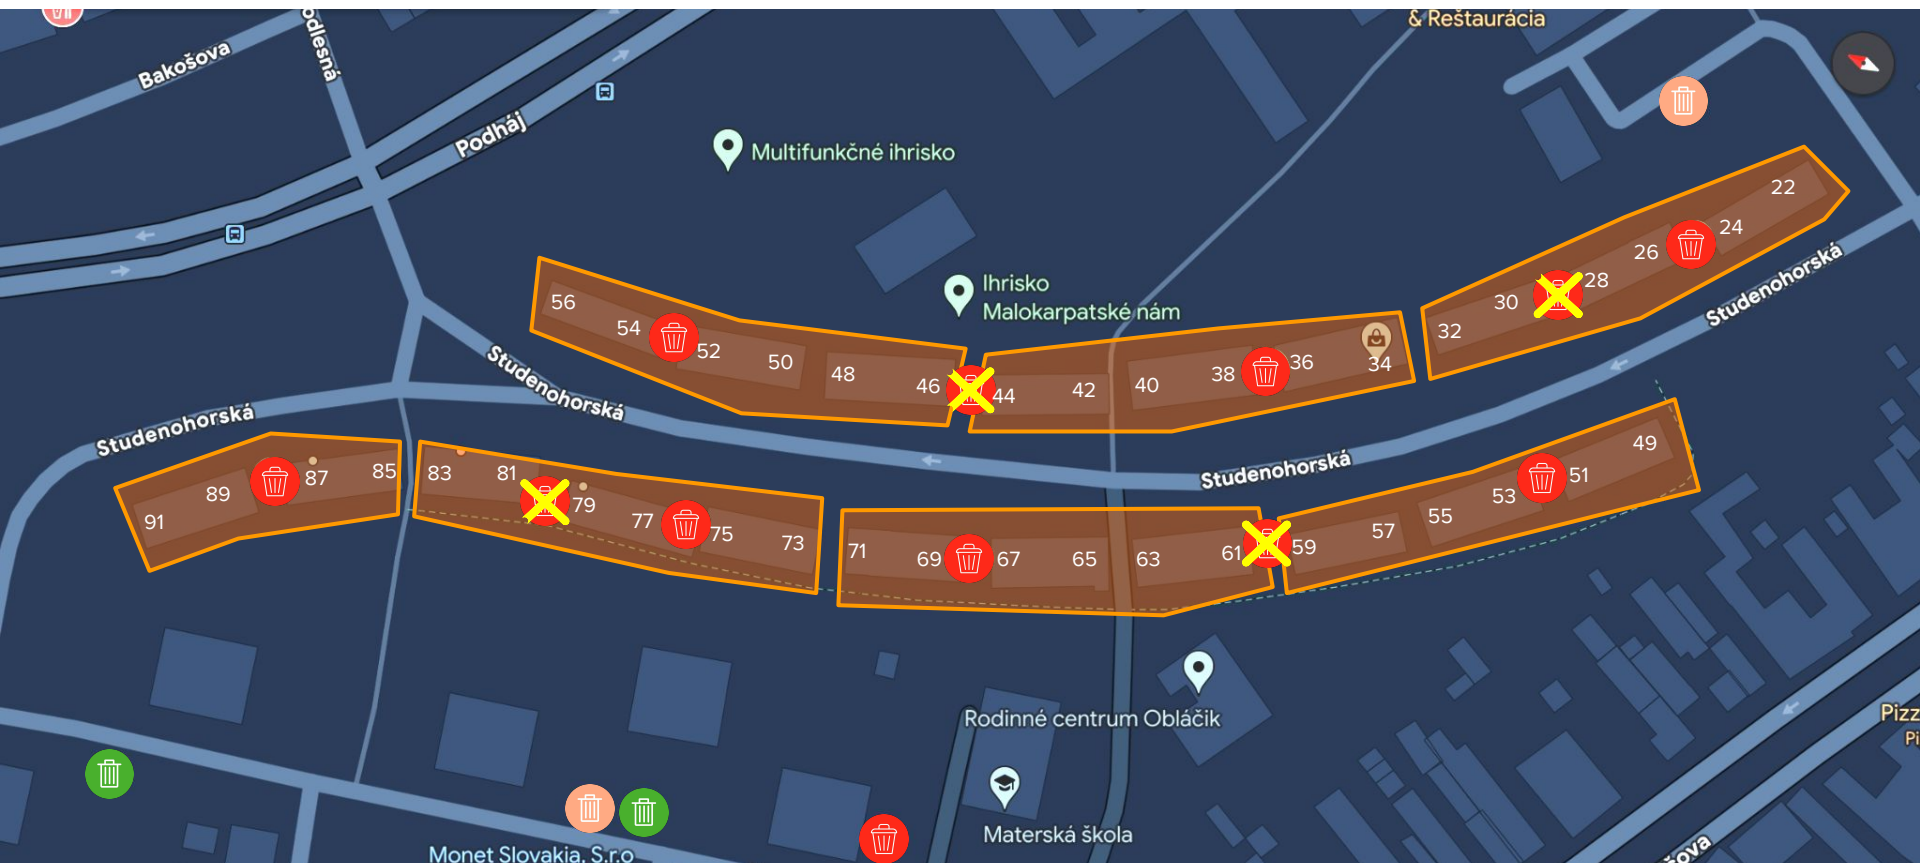 & Reštaurácia
Bakošova
odlesná
Podháj
Multifunkčné ihrisko
22
24
26
28
30
32
Ihrisko
Malokarpatské nám
Studenohorská
56
54
52
50
48
46
44
42
40
38
36
34
Studenohorská
Studenohorská
Studenohorská
91
89
87
85
83
81
79
77
75
73
71
69
67
65
63
61
59
57
55
53
51
49
Rodinné centrum Obláčik
Pizz
Pi
Materská škola
Monet Slovakia, S.r.o
šova